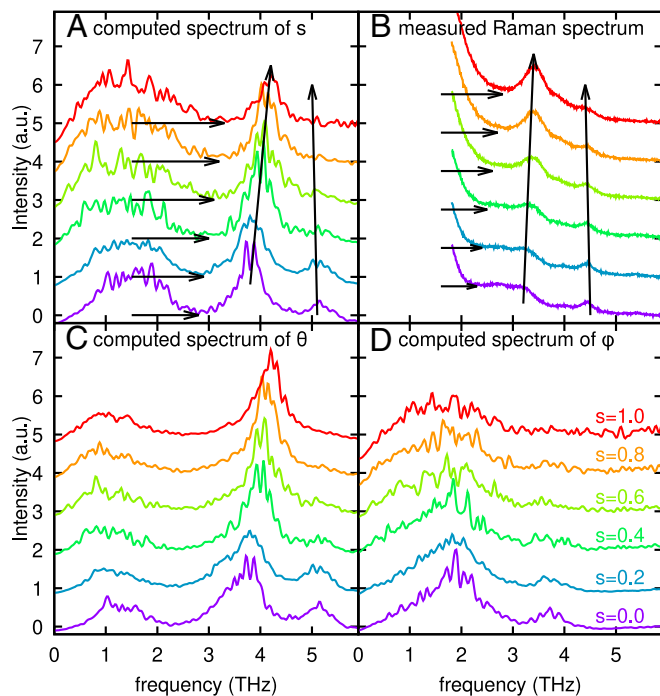 A computed spectrum of s
B measured Raman spectrum
Intensity (a.u.)
7
6
5
4
3
2
1
0
C computed spectrum of θ
D computed spectrum of φ
Intensity (a.u.)
7
6
5
4
3
2
1
0
s=1.0
s=0.8
s=0.6
s=0.4
s=0.2
s=0.0
0 1 2 3 4 5
1 2 3 4 5
frequency (THz)
frequency (THz)